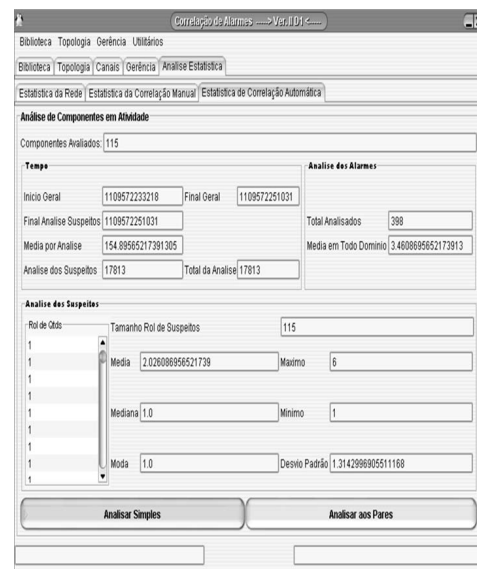 Correlação de Alarmes ----->Ver.II D1<-----
Biblioteca Topologia Gerência Utilitários
Biblioteca Topologia Canais Gerência Analise Estatistica
Estatistica da Rede Estatistica da Correlação Manual Estatistica de Correlação Automática
Análise de Componentes em Atividade
Componentes Avaliados: 115
Tempo Analise dos Alarmes
Inicio Geral 1109572233218 Final Geral 1109572251031
Final Analise Suspeitos 1109572251031 Total Analisados 398
Media por Analise 154.89565217391305 Media em Todo Dominio 3.4608695652173913
Analise dos Suspeitos 17813 Total da Analise 17813
Analise dos Suspeitos
Rol de Qtds Tamanho Rol de Suspeitos 115
1
1 Media 2.026086956521739 Maximo 6
1
1
1 Mediana 1.0 Minimo 1
1
1
1 Moda 1.0 Desvio Padrão 1.3142996905511168
1
Analisar Simples Analisar aos Pares